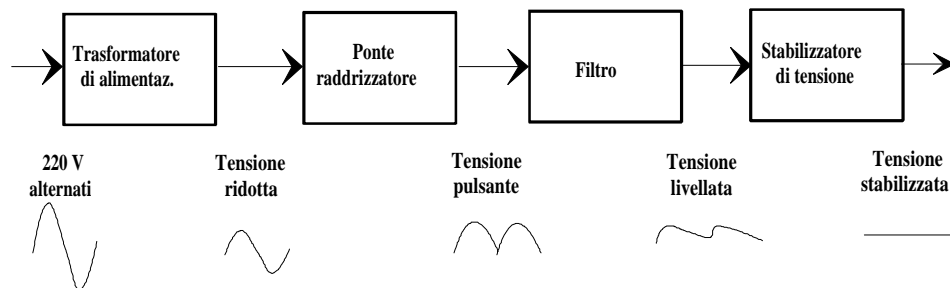 Trasformatore
di alimentaz.
Ponte
raddrizzatore
Filtro
Stabilizzatore
di tensione
220 V
alternati
Tensione
ridotta
Tensione
pulsante
Tensione
livellata
Tensione
stabilizzata